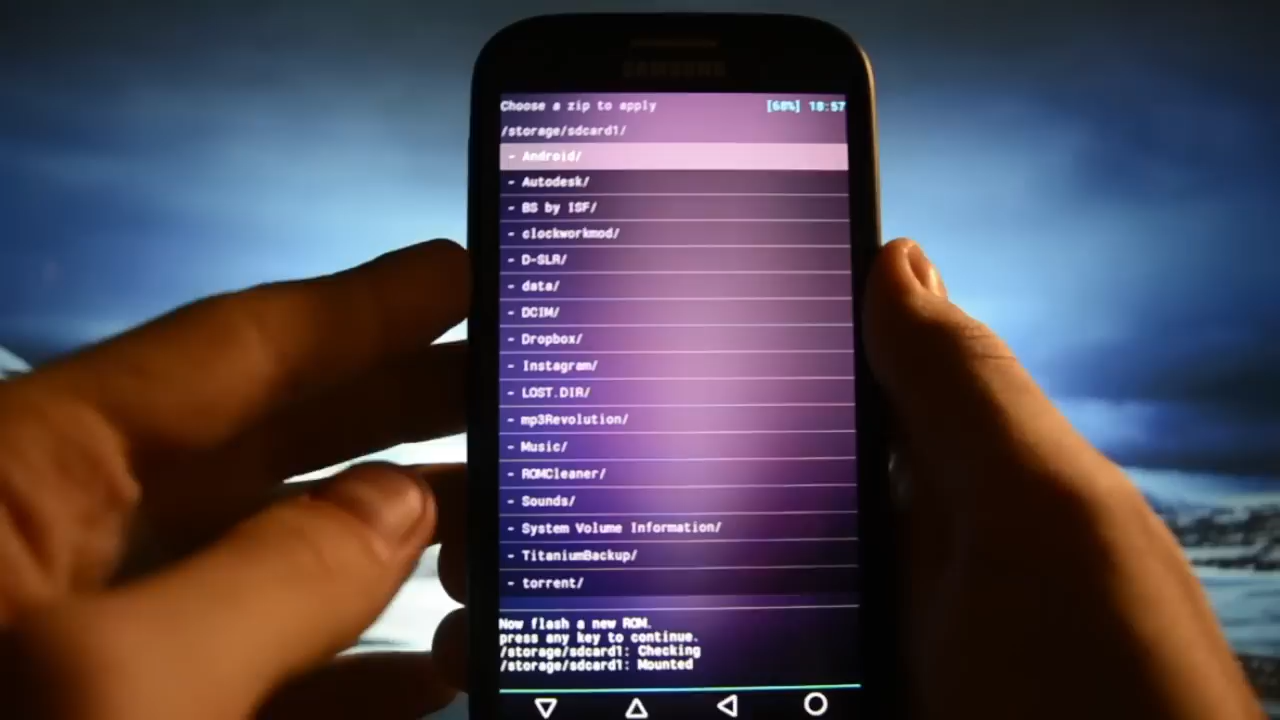 SAMSUNG
Choose a zip to apply [68%] 18:57
/storage/sdcard1/
- Android/
- Autodesk/
- BS by ISF/
- clockworkmod/
- D-SLR/
- data/
- DCIM/
- Dropbox/
- Instagram/
- LOST.DIR/
- mp3Revolution/
- Music/
- ROMCleaner/
- Sounds/
- System Volume Information/
- TitaniumBackup/
- torrent/
Now flash a new ROM.
press any key to continue.
/storage/sdcard1: Checking
/storage/sdcard1: Mounted